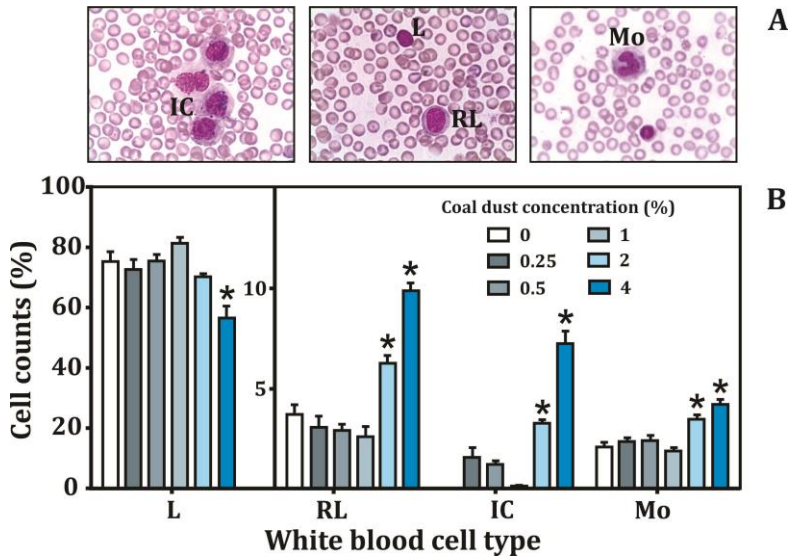 A
IC
L
RL
Mo
B
Cell counts (%)
100
80
60
40
20
0
10
5
Coal dust concentration (%)
0
0.25
0.5
1
2
4
*
*
*
*
*
*
*
L
RL
IC
Mo
White blood cell type